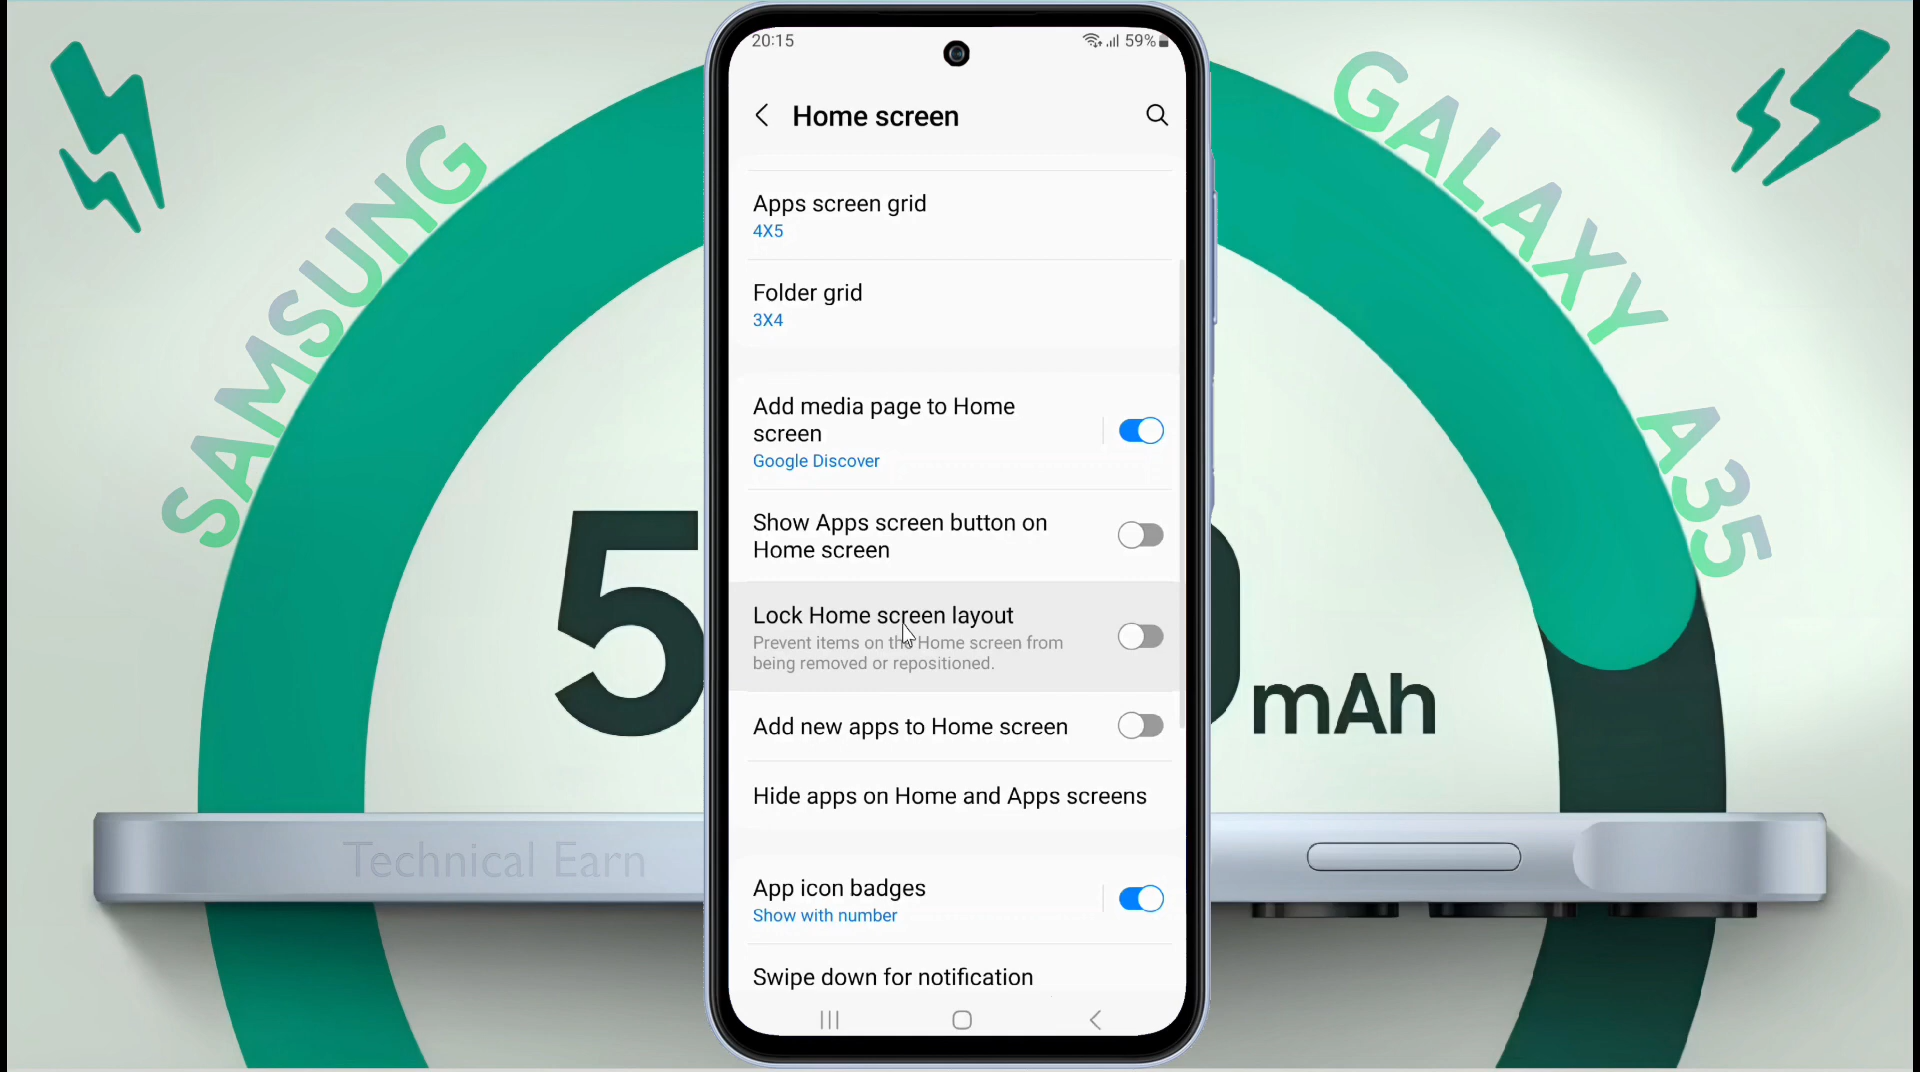 20:15
59%
Home screen
Apps screen grid
4X5
Folder grid
3X4
Add media page to Home
screen
Google Discover
Show Apps screen button on
Home screen
Lock Home screen layout
Prevent items on the Home screen from
being removed or repositioned.
Add new apps to Home screen
Hide apps on Home and Apps screens
App icon badges
Show with number
Swipe down for notification
SAMSUNG
GALAXY A35
5
0
mAh
Technical Earn